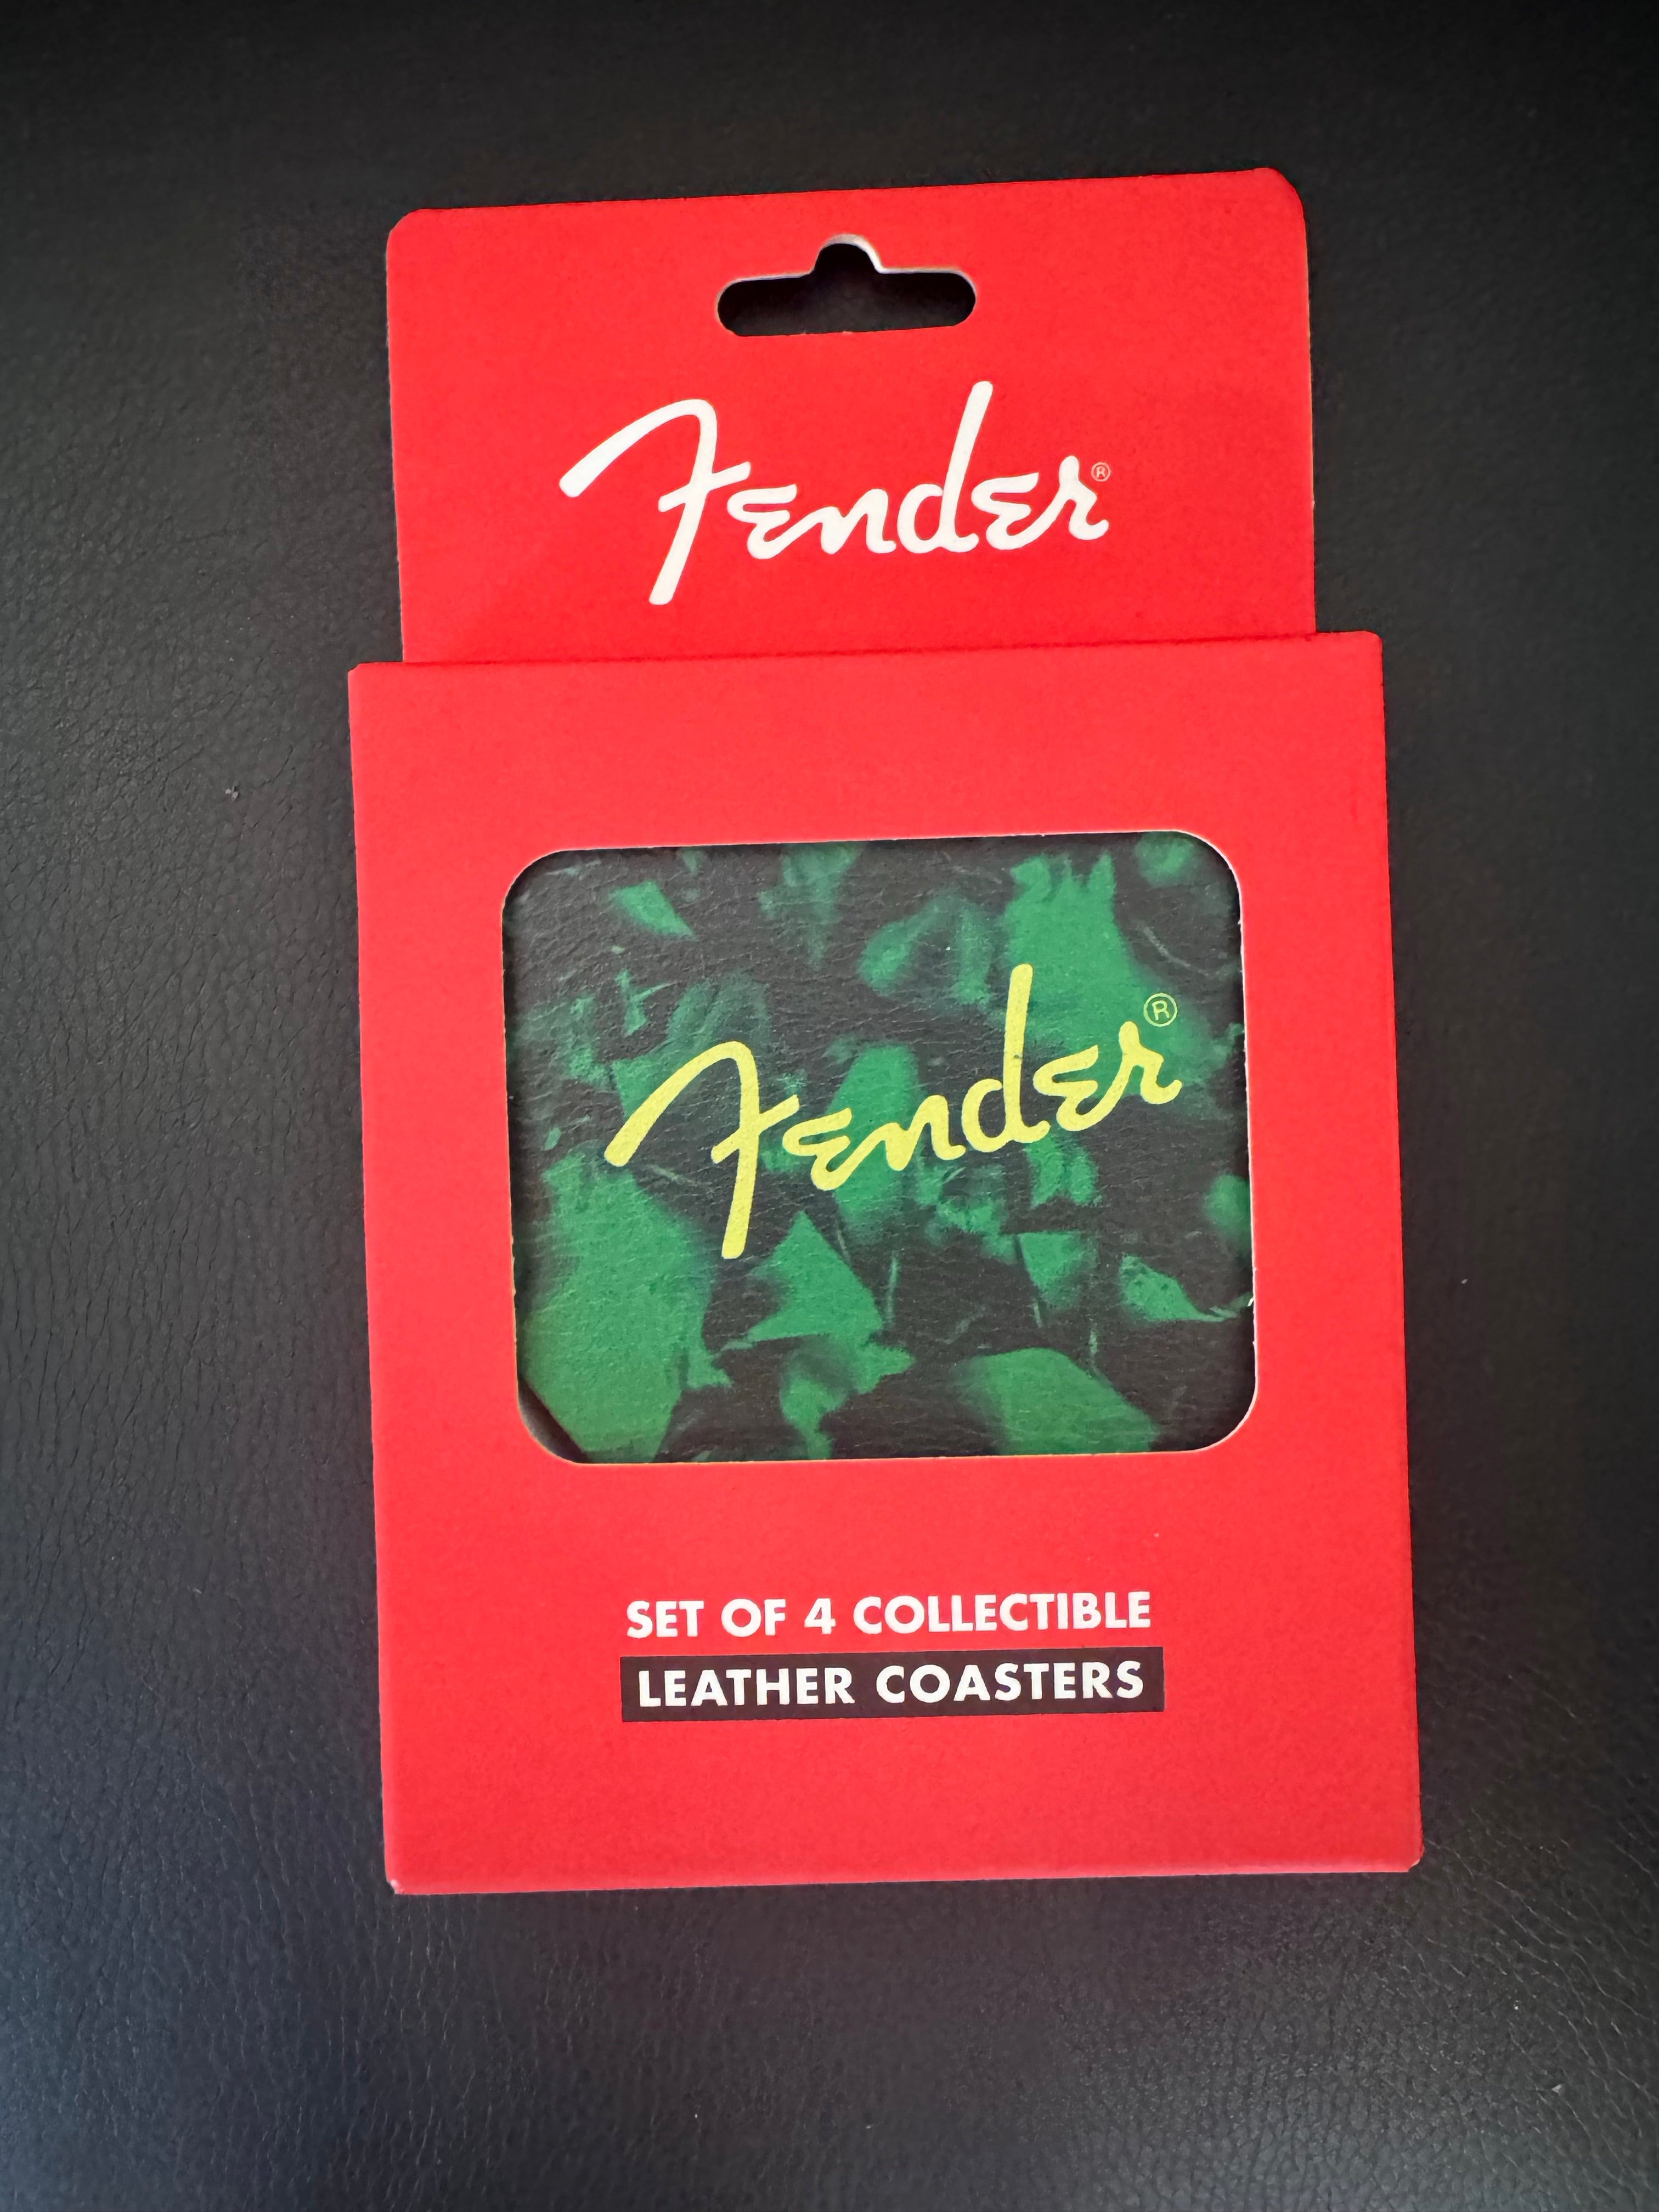 Fender®
Fender®
SET OF 4 COLLECTIBLE
LEATHER COASTERS